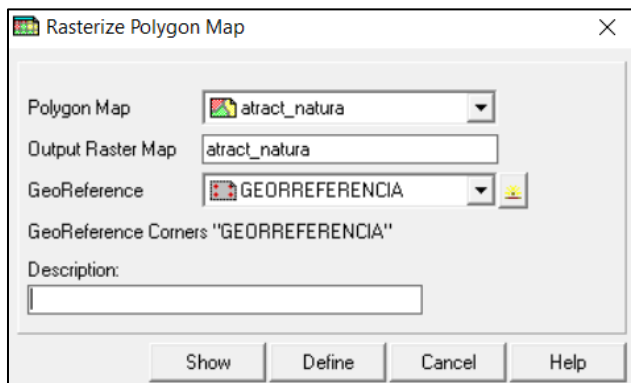 Rasterize Polygon Map
Polygon Map atract_natura
Output Raster Map atract_natura
GeoReference GEORREFERENCIA
GeoReference Corners "GEORREFERENCIA"
Description:
Show Define Cancel Help